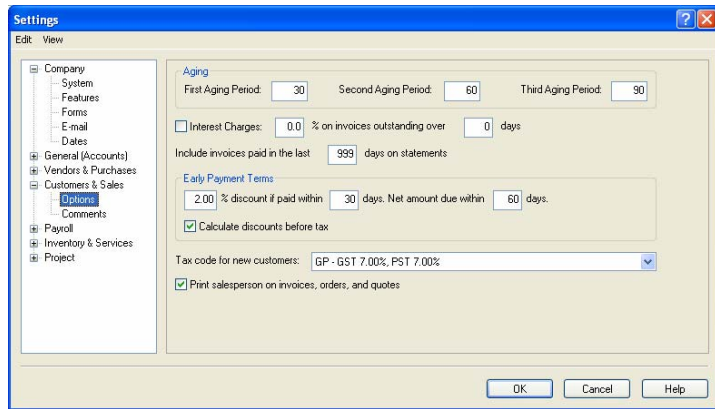 Settings
Edit View
Company
System
Features
Forms
E-mail
Dates
General (Accounts)
Vendors & Purchases
Customers & Sales
Options
Comments
Payroll
Inventory & Services
Project
Aging
First Aging Period: 30 Second Aging Period: 60 Third Aging Period: 90
Interest Charges: 0.0 % on invoices outstanding over 0 days
Include invoices paid in the last 999 days on statements
Early Payment Terms
2.00 % discount if paid within 30 days. Net amount due within 60 days.
Calculate discounts before tax
Tax code for new customers: GP - GST 7.00%, PST 7.00%
Print salesperson on invoices, orders, and quotes
OK Cancel Help